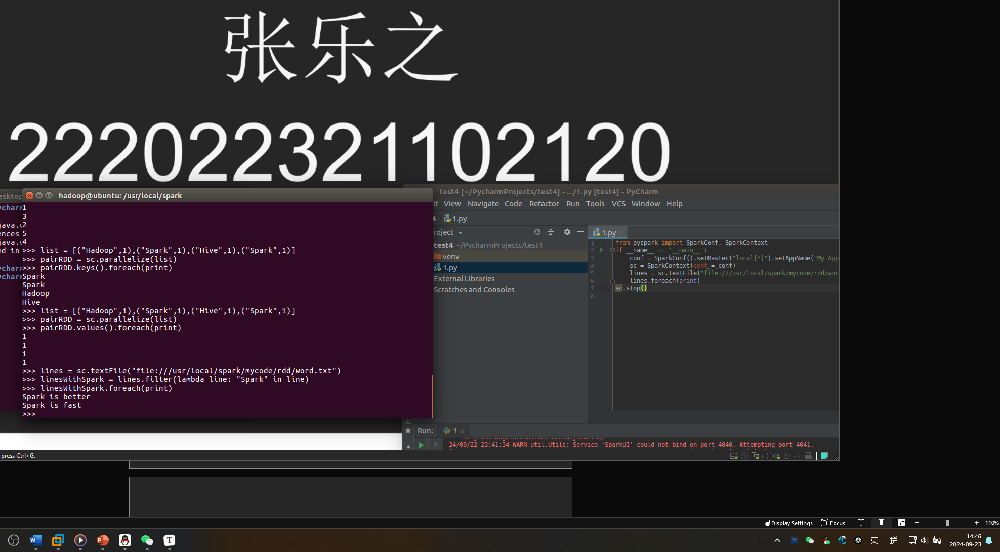 张乐之
222022321102120
hadoop@ubuntu: /usr/local/spark
1
3
2
5
4
>>> list = [("Hadoop",1),("Spark",1),("Hive",1),("Spark",1)]
>>> pairRDD = sc.parallelize(list)
>>> pairRDD.keys().foreach(print)
Spark
Spark
Hadoop
Hive
>>> list = [("Hadoop",1),("Spark",1),("Hive",1),("Spark",1)]
>>> pairRDD = sc.parallelize(list)
>>> pairRDD.values().foreach(print)
1
1
1
1
>>> lines = sc.textFile("file:///usr/local/spark/mycode/rdd/word.txt")
>>> linesWithSpark = lines.filter(lambda line: "Spark" in line)
>>> linesWithSpark.foreach(print)
Spark is better
Spark is fast
>>>
test4 [~/PycharmProjects/test4] - .../1.py [test4] - PyCharm
it View Navigate Code Refactor Run Tools VCS Window Help
4 1.py
roject
test4 ~/PycharmProjects/test4
venv
1.py
External Libraries
Scratches and Consoles
1.py
1 from pyspark import SparkConf, SparkContext
2 if __name__ == '__main__':
3 conf = SparkConf().setMaster("local[*]").setAppName("My App
4 sc = SparkContext(conf = conf)
5 lines = sc.textFile("file:///usr/local/spark/mycode/rdd/wor
6 lines.foreach(print)
7 sc.stop()
8
Run: 1
at java.lang.Thread.run(Thread.java:748)
24/09/22 23:41:34 WARN util.Utils: Service 'SparkUI' could not bind on port 4040. Attempting port 4041.
press Ctrl+G.
Display Settings Focus 110%
英 拼
14:46
2024-09-23